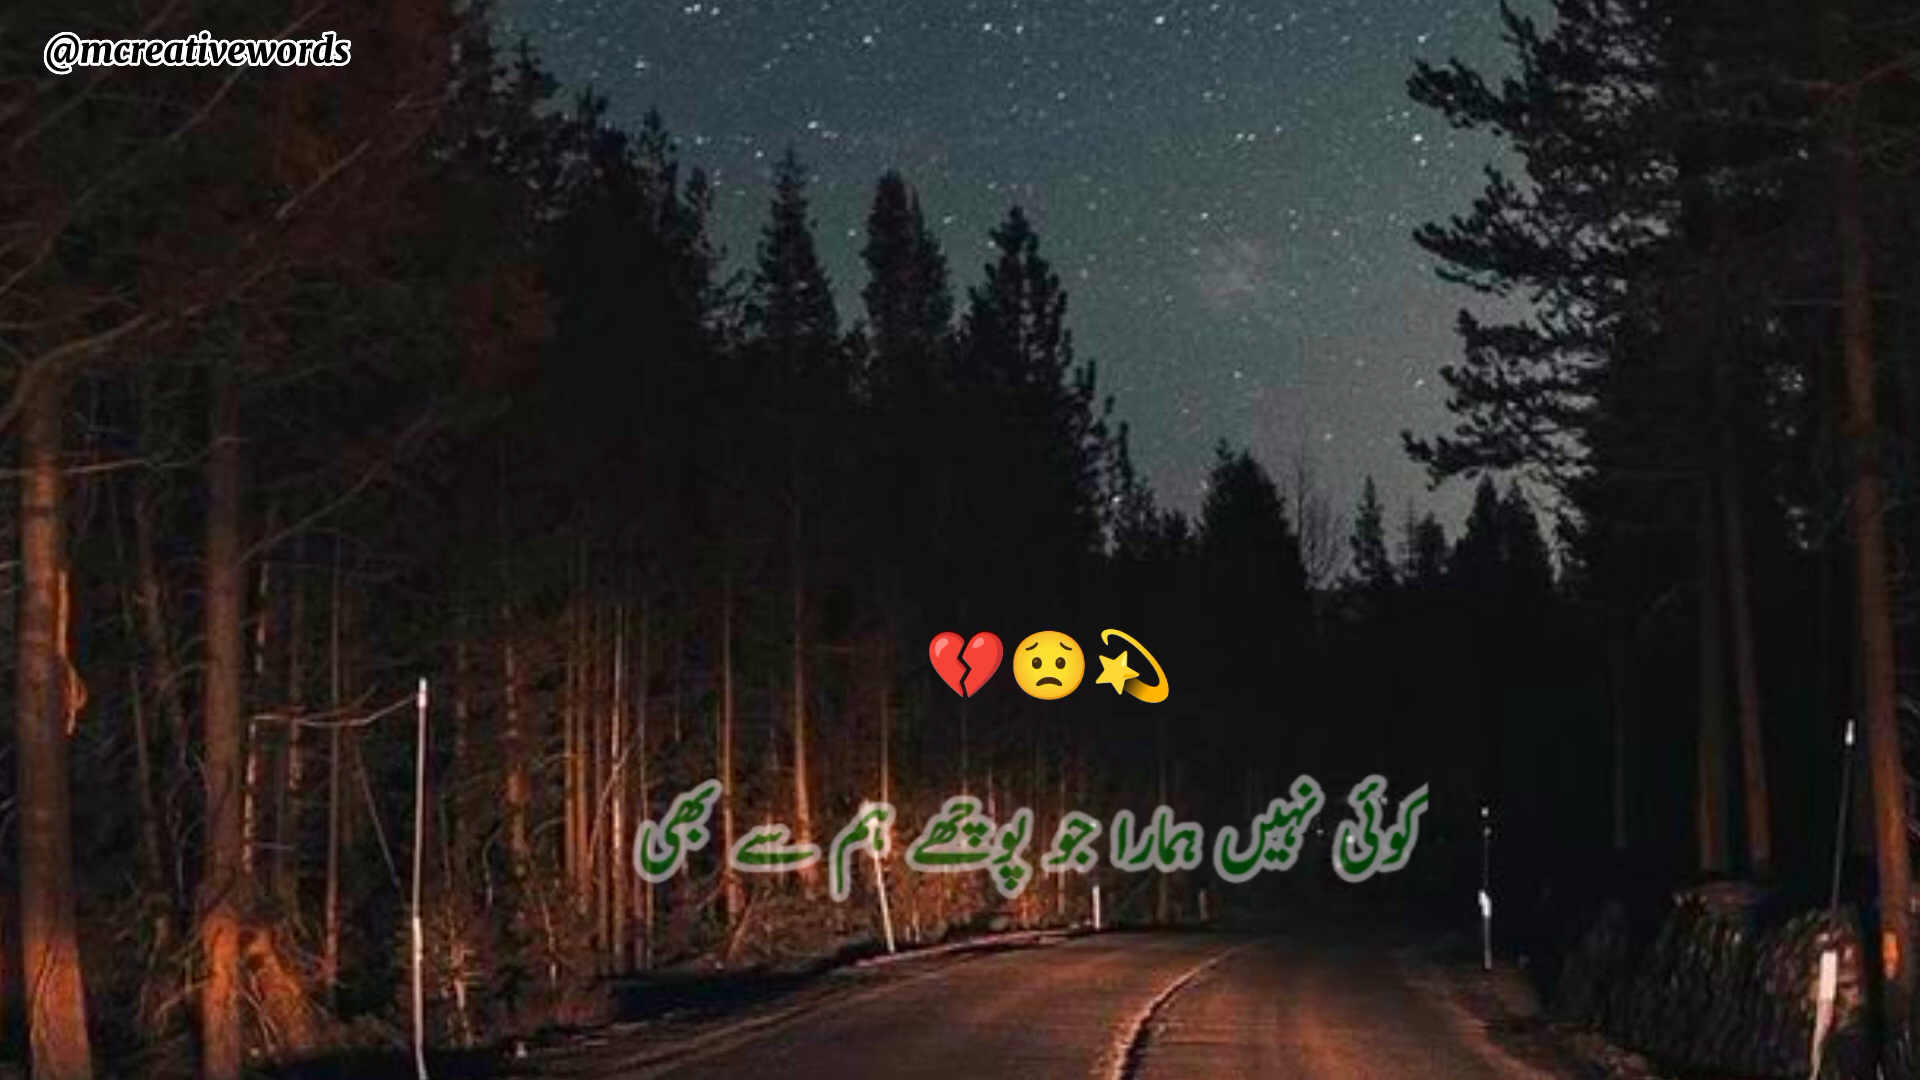 @mcreativewords
💔😟💫
کوئی نہیں ہمارا جو پوچھے ہم سے بھی